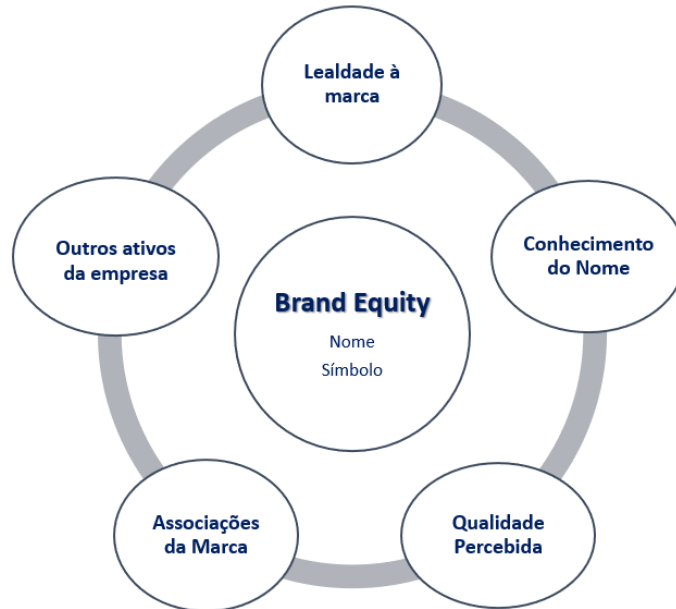 Lealdade à
marca
Conhecimento
do Nome
Qualidade
Percebida
Associações
da Marca
Outros ativos
da empresa
Brand Equity
Nome
Símbolo